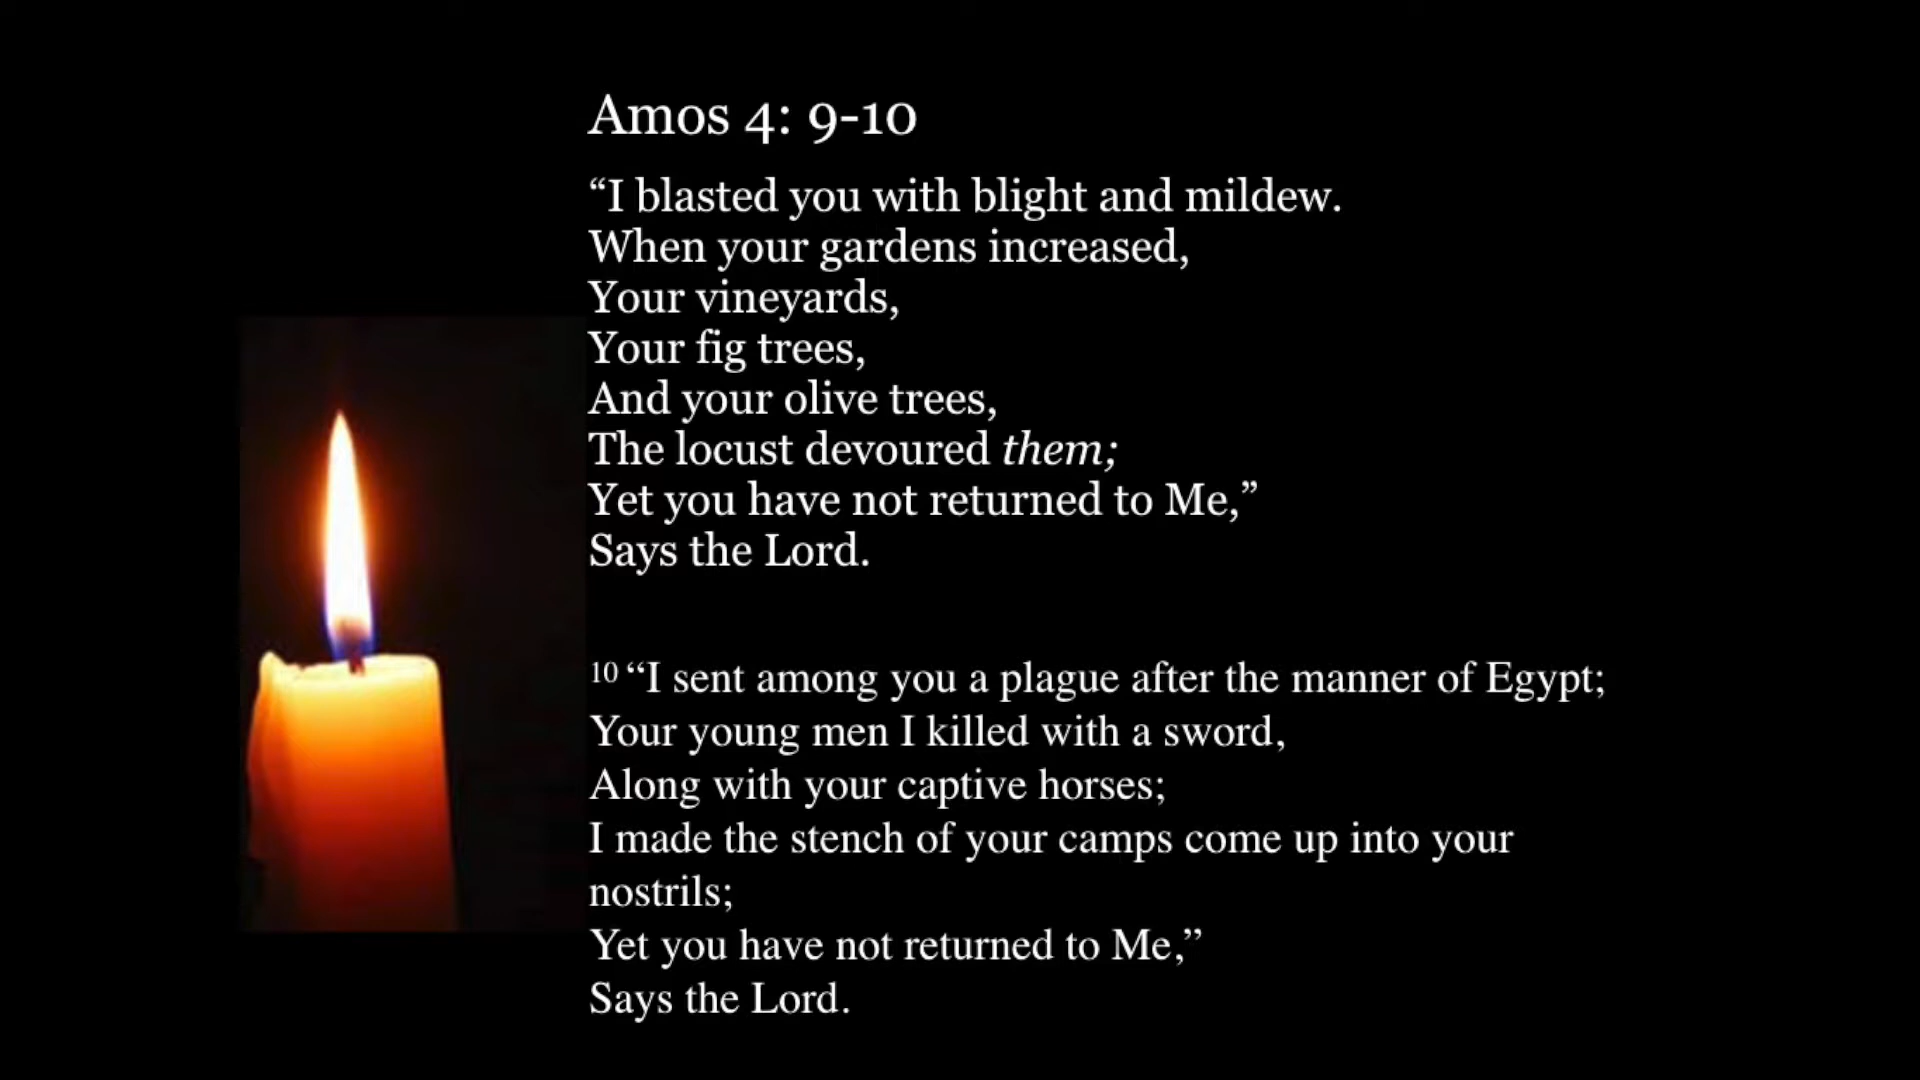 Amos 4: 9-10
“I blasted you with blight and mildew.
When your gardens increased,
Your vineyards,
Your fig trees,
And your olive trees,
The locust devoured them;
Yet you have not returned to Me,”
Says the Lord.
10 “I sent among you a plague after the manner of Egypt;
Your young men I killed with a sword,
Along with your captive horses;
I made the stench of your camps come up into your
nostrils;
Yet you have not returned to Me,”
Says the Lord.